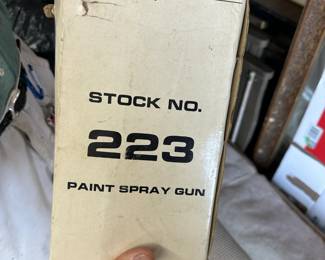 STOCK NO.
223
PAINT SPRAY GUN